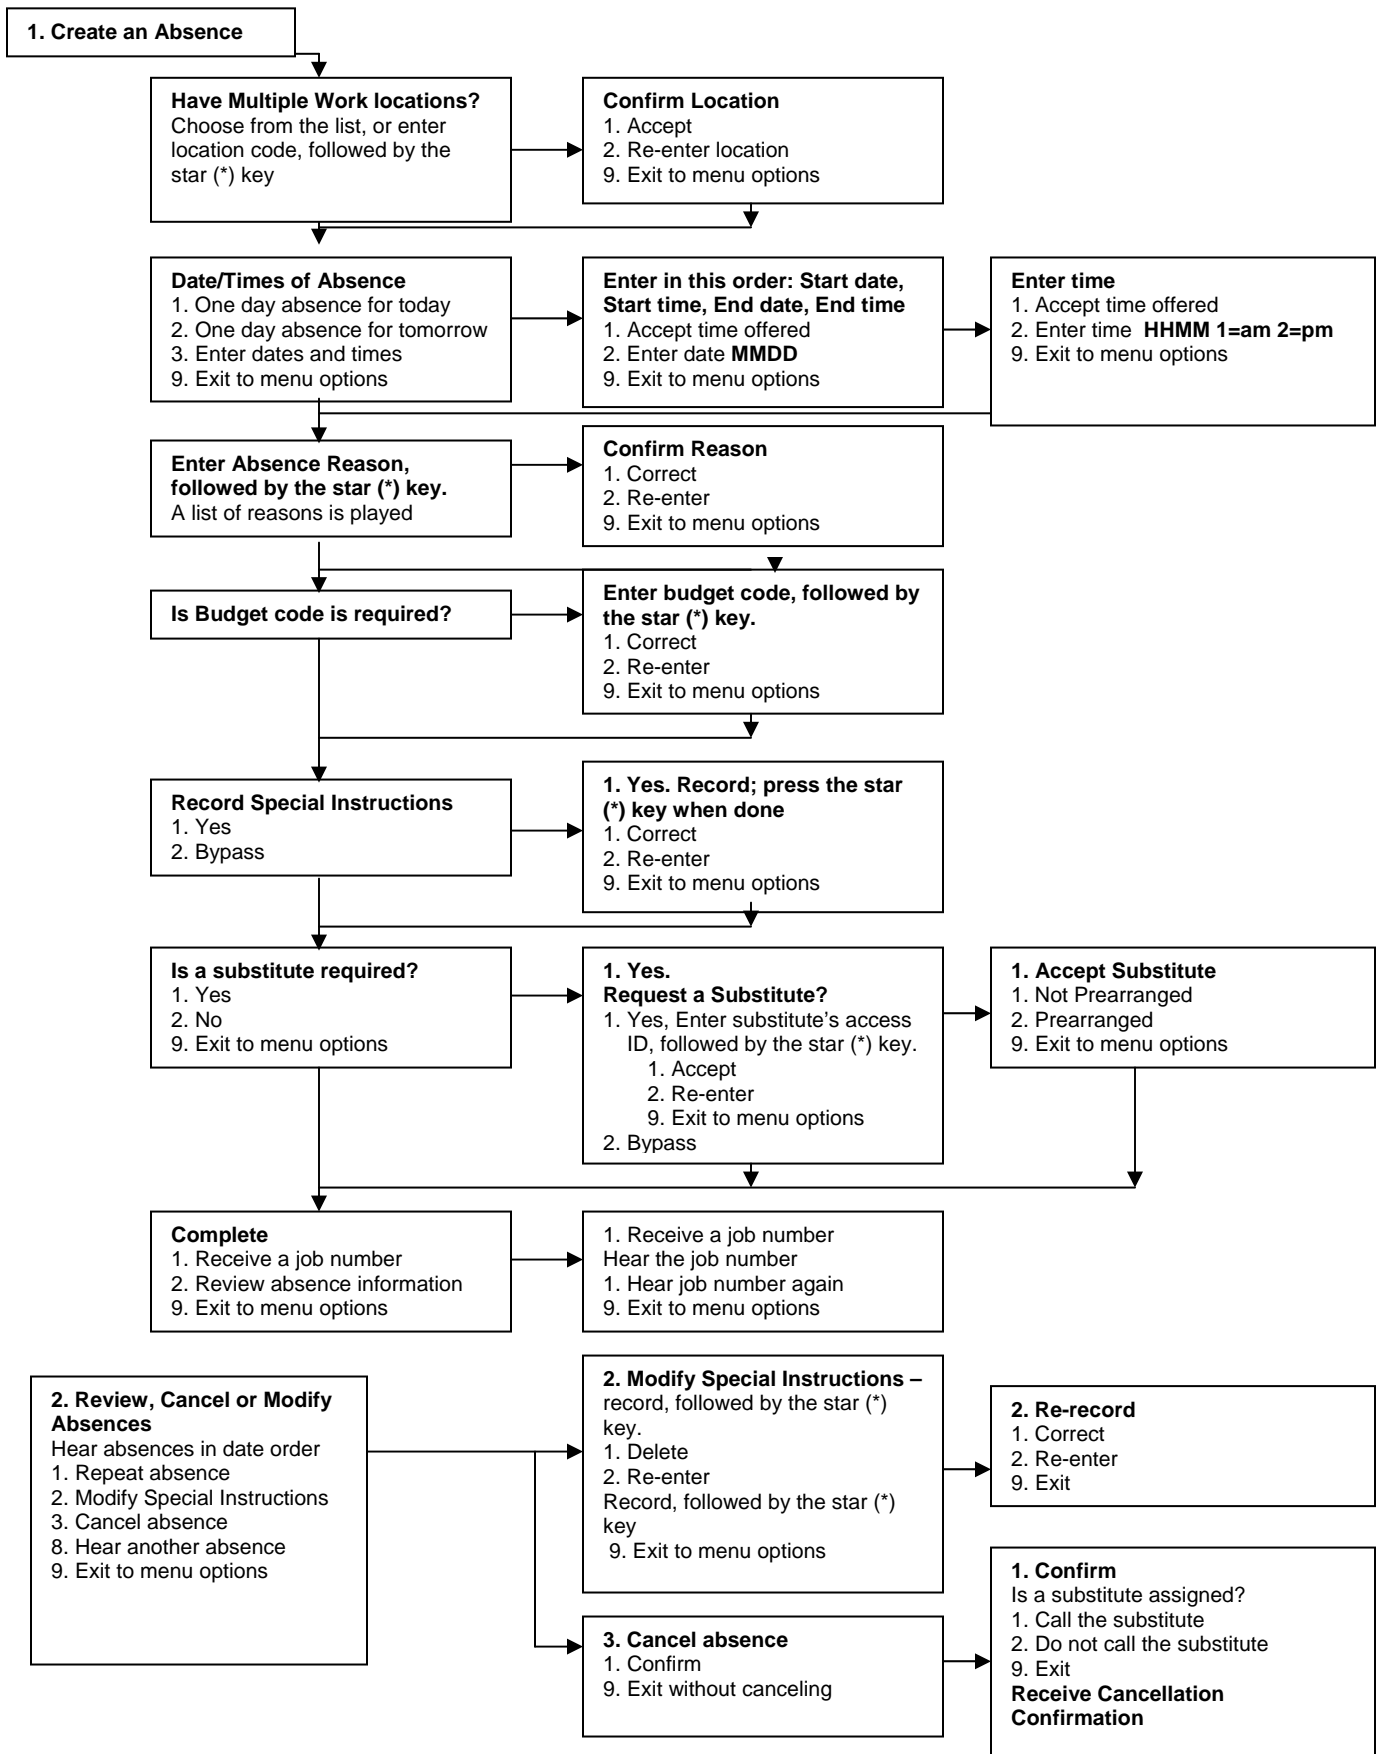 1. Create an Absence
Have Multiple Work locations?
Choose from the list, or enter
location code, followed by the
star (*) key
Confirm Location
1. Accept
2. Re-enter location
9. Exit to menu options
Date/Times of Absence
1. One day absence for today
2. One day absence for tomorrow
3. Enter dates and times
9. Exit to menu options
Enter in this order: Start date,
Start time, End date, End time
1. Accept time offered
2. Enter date MMDD
9. Exit to menu options
Enter time
1. Accept time offered
2. Enter time HHMM 1=am 2=pm
9. Exit to menu options
Enter Absence Reason,
followed by the star (*) key.
A list of reasons is played
Confirm Reason
1. Correct
2. Re-enter
9. Exit to menu options
Is Budget code is required?
Enter budget code, followed by
the star (*) key.
1. Correct
2. Re-enter
9. Exit to menu options
Record Special Instructions
1. Yes
2. Bypass
1. Yes. Record; press the star
(*) key when done
1. Correct
2. Re-enter
9. Exit to menu options
Is a substitute required?
1. Yes
2. No
9. Exit to menu options
1. Yes.
Request a Substitute?
1. Yes, Enter substitute's access
ID, followed by the star (*) key.
1. Accept
2. Re-enter
9. Exit to menu options
2. Bypass
1. Accept Substitute
1. Not Prearranged
2. Prearranged
9. Exit to menu options
Complete
1. Receive a job number
2. Review absence information
9. Exit to menu options
1. Receive a job number
Hear the job number
1. Hear job number again
9. Exit to menu options
2. Review, Cancel or Modify
Absences
Hear absences in date order
1. Repeat absence
2. Modify Special Instructions
3. Cancel absence
8. Hear another absence
9. Exit to menu options
2. Modify Special Instructions –
record, followed by the star (*)
key.
1. Delete
2. Re-enter
Record, followed by the star (*)
key
9. Exit to menu options
2. Re-record
1. Correct
2. Re-enter
9. Exit
3. Cancel absence
1. Confirm
9. Exit without canceling
1. Confirm
Is a substitute assigned?
1. Call the substitute
2. Do not call the substitute
9. Exit
Receive Cancellation
Confirmation